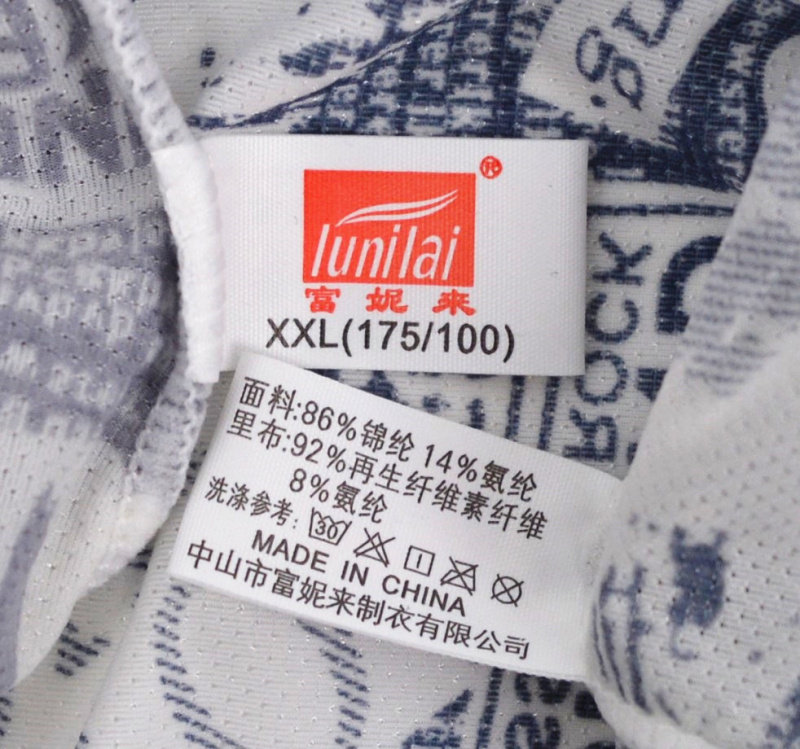 lunilai
富妮来
XXL(175/100)
面料:86%锦纶 14%氨纶
里布:92%再生纤维素纤维
8%氨纶
洗涤参考:
30
MADE IN CHINA
中山市富妮来制衣有限公司
ROCK